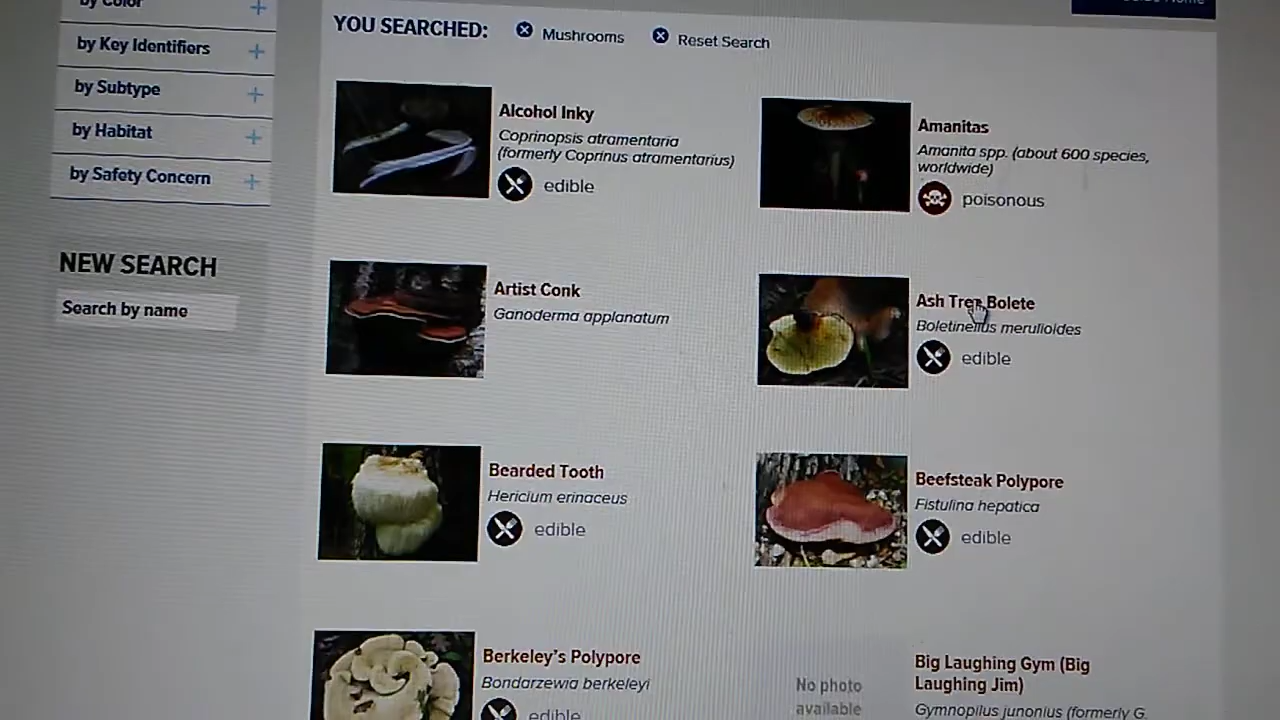 by Color
by Key Identifiers
by Subtype
by Habitat
by Safety Concern
NEW SEARCH
Search by name
YOU SEARCHED: Mushrooms Reset Search
Alcohol Inky
Coprinopsis atramentaria
(formerly Coprinus atramentarius)
edible
Amanitas
Amanita spp. (about 600 species,
worldwide)
poisonous
Artist Conk
Ganoderma applanatum
Ash Tree Bolete
Boletinellus merulioides
edible
Bearded Tooth
Hericium erinaceus
edible
Beefsteak Polypore
Fistulina hepatica
edible
Berkeley's Polypore
Bondarzewia berkeleyi
edible
No photo
available
Big Laughing Gym (Big
Laughing Jim)
Gymnopilus junonius (formerly G.